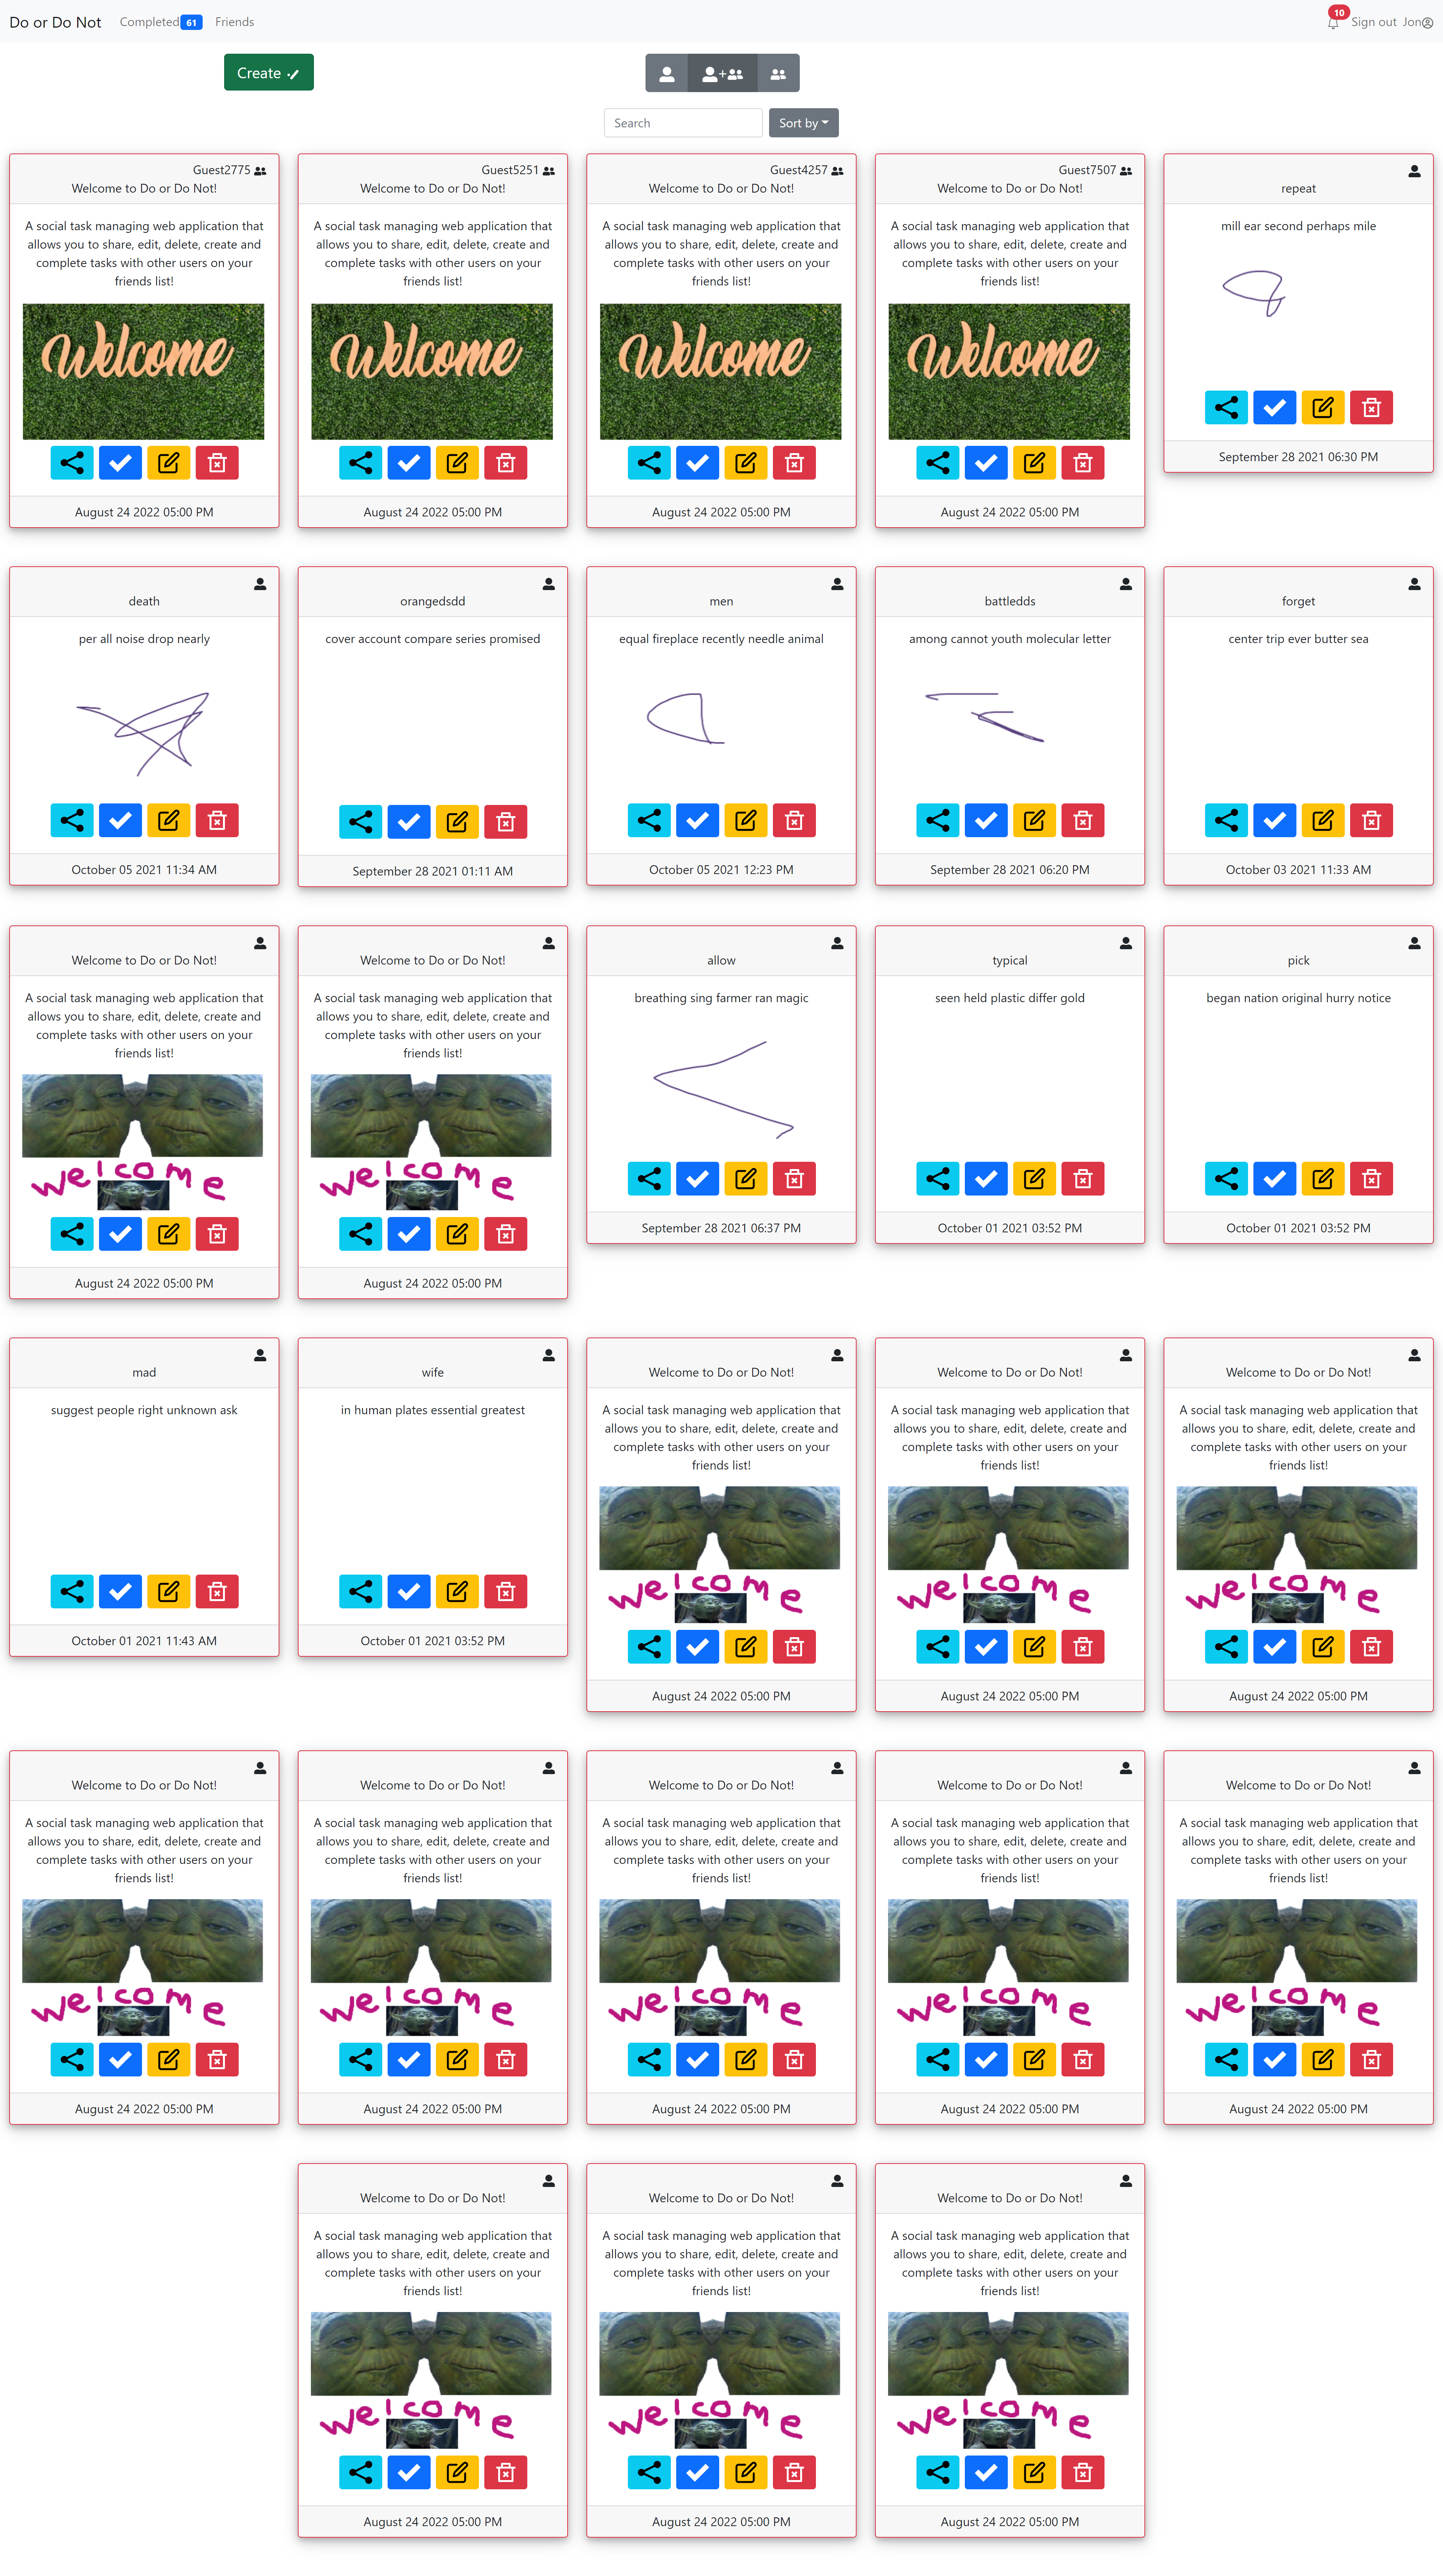 Do or Do Not Completed 61 Friends 10 Sign out Jon
Create
+
Search Sort by
Guest2775
Welcome to Do or Do Not!
A social task managing web application that
allows you to share, edit, delete, create and
complete tasks with other users on your
friends list!
Welcome
August 24 2022 05:00 PM
Guest5251
Welcome to Do or Do Not!
A social task managing web application that
allows you to share, edit, delete, create and
complete tasks with other users on your
friends list!
Welcome
August 24 2022 05:00 PM
Guest4257
Welcome to Do or Do Not!
A social task managing web application that
allows you to share, edit, delete, create and
complete tasks with other users on your
friends list!
Welcome
August 24 2022 05:00 PM
Guest7507
Welcome to Do or Do Not!
A social task managing web application that
allows you to share, edit, delete, create and
complete tasks with other users on your
friends list!
Welcome
August 24 2022 05:00 PM
repeat
mill ear second perhaps mile
September 28 2021 06:30 PM
death
per all noise drop nearly
October 05 2021 11:34 AM
orangedsdd
cover account compare series promised
September 28 2021 01:11 AM
men
equal fireplace recently needle animal
October 05 2021 12:23 PM
battledds
among cannot youth molecular letter
September 28 2021 06:20 PM
forget
center trip ever butter sea
October 03 2021 11:33 AM
Welcome to Do or Do Not!
A social task managing web application that
allows you to share, edit, delete, create and
complete tasks with other users on your
friends list!
welcome
August 24 2022 05:00 PM
Welcome to Do or Do Not!
A social task managing web application that
allows you to share, edit, delete, create and
complete tasks with other users on your
friends list!
welcome
August 24 2022 05:00 PM
allow
breathing sing farmer ran magic
September 28 2021 06:37 PM
typical
seen held plastic differ gold
October 01 2021 03:52 PM
pick
began nation original hurry notice
October 01 2021 03:52 PM
mad
suggest people right unknown ask
October 01 2021 11:43 AM
wife
in human plates essential greatest
October 01 2021 03:52 PM
Welcome to Do or Do Not!
A social task managing web application that
allows you to share, edit, delete, create and
complete tasks with other users on your
friends list!
welcome
August 24 2022 05:00 PM
Welcome to Do or Do Not!
A social task managing web application that
allows you to share, edit, delete, create and
complete tasks with other users on your
friends list!
welcome
August 24 2022 05:00 PM
Welcome to Do or Do Not!
A social task managing web application that
allows you to share, edit, delete, create and
complete tasks with other users on your
friends list!
welcome
August 24 2022 05:00 PM
Welcome to Do or Do Not!
A social task managing web application that
allows you to share, edit, delete, create and
complete tasks with other users on your
friends list!
welcome
August 24 2022 05:00 PM
Welcome to Do or Do Not!
A social task managing web application that
allows you to share, edit, delete, create and
complete tasks with other users on your
friends list!
welcome
August 24 2022 05:00 PM
Welcome to Do or Do Not!
A social task managing web application that
allows you to share, edit, delete, create and
complete tasks with other users on your
friends list!
welcome
August 24 2022 05:00 PM
Welcome to Do or Do Not!
A social task managing web application that
allows you to share, edit, delete, create and
complete tasks with other users on your
friends list!
welcome
August 24 2022 05:00 PM
Welcome to Do or Do Not!
A social task managing web application that
allows you to share, edit, delete, create and
complete tasks with other users on your
friends list!
welcome
August 24 2022 05:00 PM
Welcome to Do or Do Not!
A social task managing web application that
allows you to share, edit, delete, create and
complete tasks with other users on your
friends list!
welcome
August 24 2022 05:00 PM
Welcome to Do or Do Not!
A social task managing web application that
allows you to share, edit, delete, create and
complete tasks with other users on your
friends list!
welcome
August 24 2022 05:00 PM
Welcome to Do or Do Not!
A social task managing web application that
allows you to share, edit, delete, create and
complete tasks with other users on your
friends list!
welcome
August 24 2022 05:00 PM